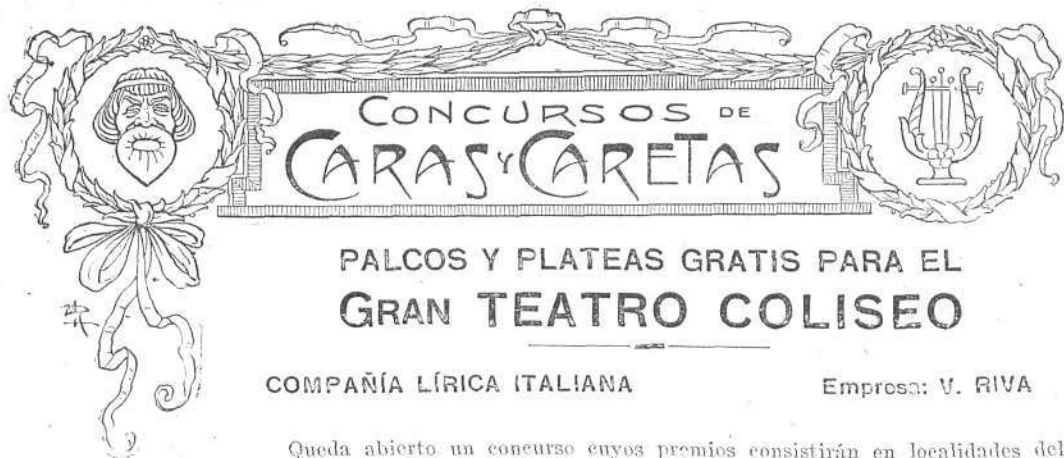 CONCURSOS DE
CARAS Y CARETAS
PALCOS Y PLATEAS GRATIS PARA EL
GRAN TEATRO COLISEO
COMPAÑÍA LÍRICA ITALIANA Empresa: V. RIVA
Queda abierto un concurso cuyos premios consistirán en localidades del